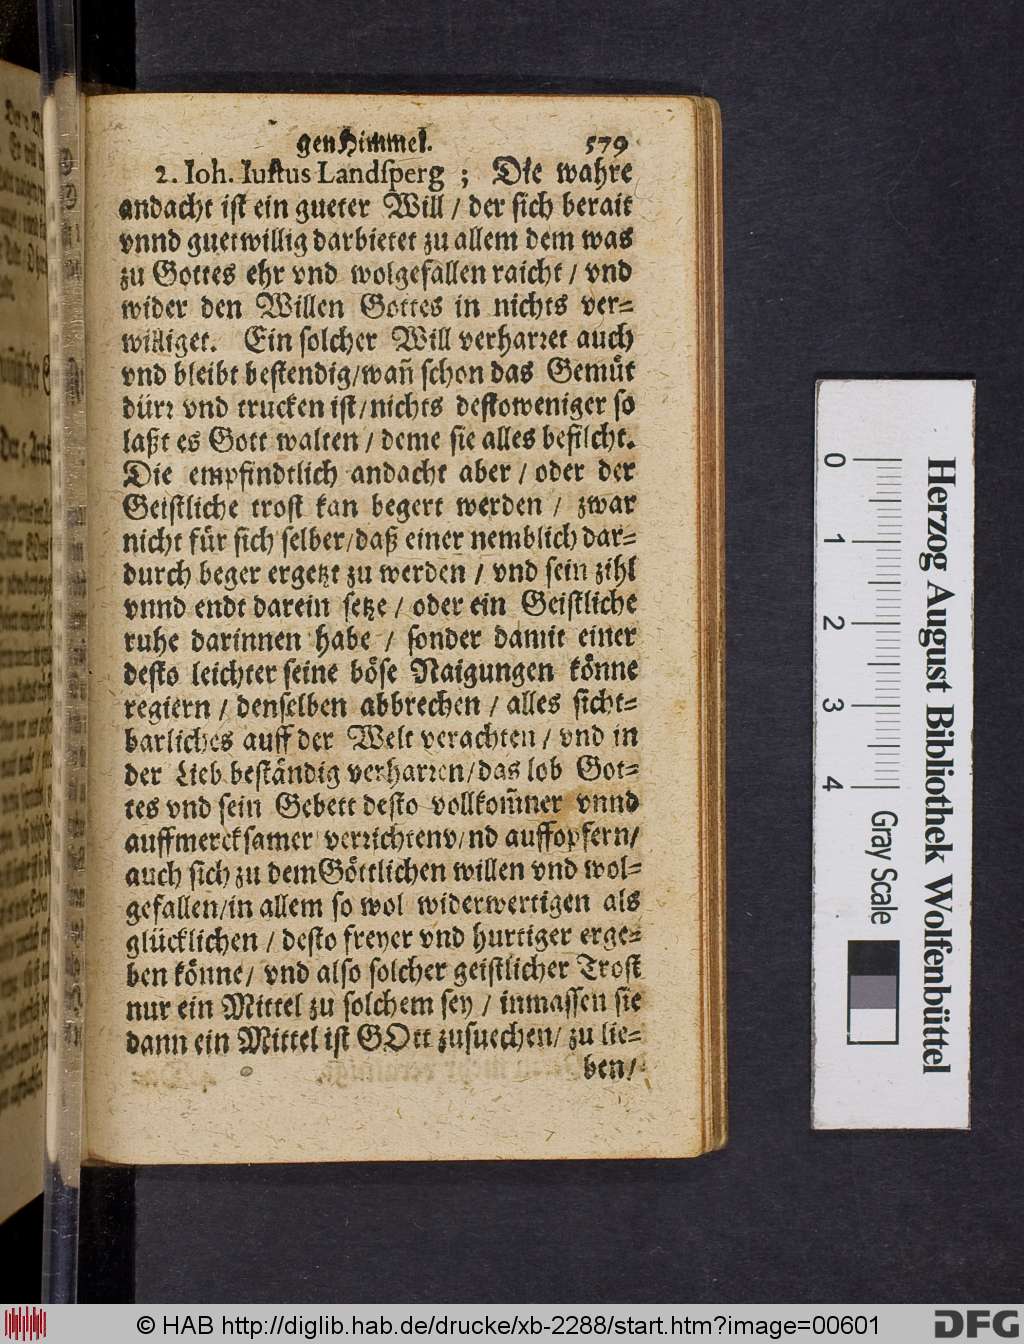 gen Himmel. 579
2. Ioh. Iustus Landsperg ; Die wahre
andacht ist ein gueter Will / der sich berait
vnnd guetwillig darbietet zu allem dem was
zu Gottes ehr vnd wolgefallen raicht / vnd
wider den Willen Gottes in nichts ver-
williget. Ein solcher Will verharret auch
vnd bleibt bestendig/wañ schon das Gemüt
dürr vnd trucken ist/nichts destoweniger so
laßt es Gott walten / deme sie alles befilcht.
Die empfindtlich andacht aber / oder der
Geistliche trost kan begert werden / zwar
nicht für sich selber/daß einer nemblich dar-
durch beger ergetzt zu werden / vnd sein zihl
vnnd endt darein setze / oder ein Geistliche
ruhe darinnen habe / sonder damit einer
desto leichter seine böse Naigungen könne
regiern / denselben abbrechen / alles sicht-
barliches auff der Welt verachten / vnd in
der Lieb beständig verharren/das lob Got-
tes vnd sein Gebett desto vollkom̃ner vnnd
auffmercksamer verrichtenv/nd auffopfern/
auch sich zu dem Göttlichen willen vnd wol-
gefallen/in allem so wol widerwertigen als
glücklichen / desto freyer vnd hurtiger erge-
ben könne/ vnd also solcher geistlicher Trost
nur ein Mittel zu solchem sey / inmassen sie
dann ein Mittel ist GOtt zusuechen/ zu lie-
ben/
0 1 2 3 4
Herzog August Bibliothek Wolfenbüttel
Gray Scale
© HAB http://diglib.hab.de/drucke/xb-2288/start.htm?image=00601
DFG